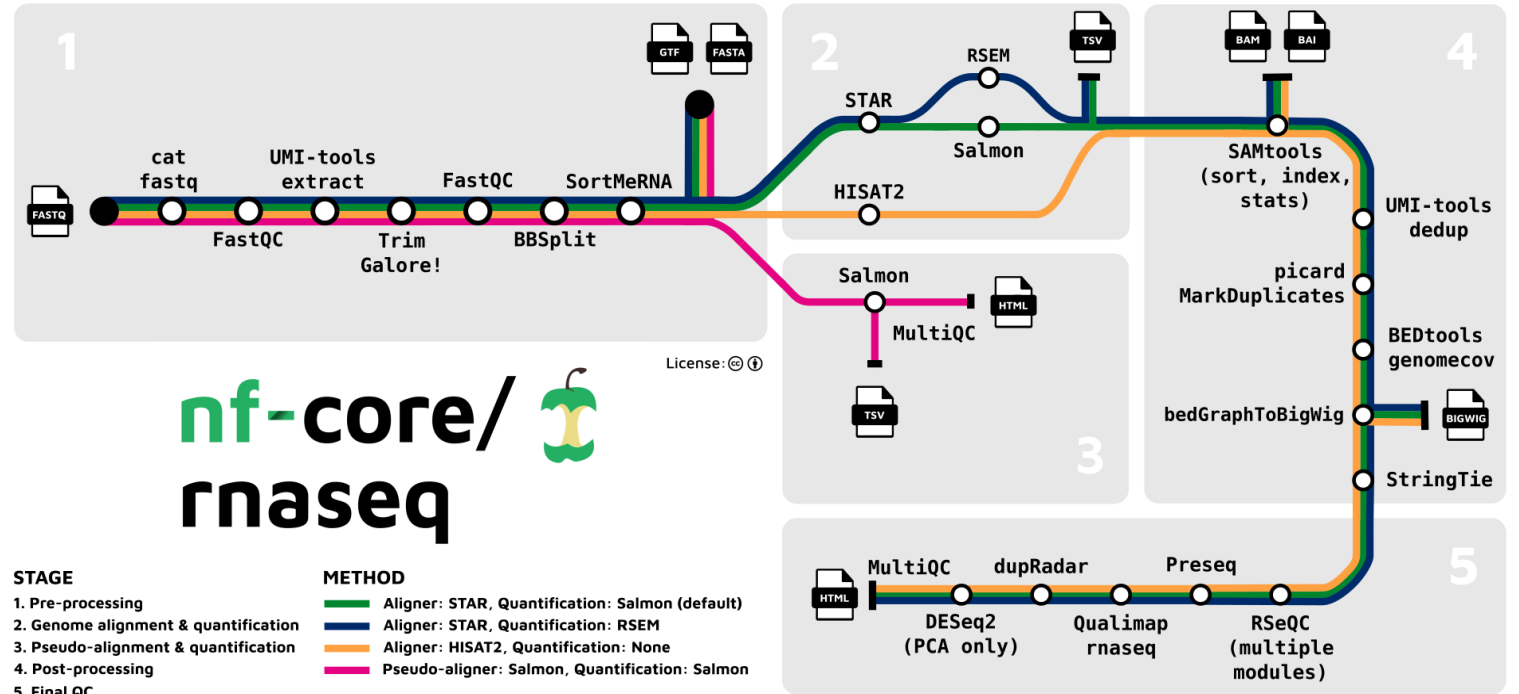 1
FASTQ
cat
fastq
FastQC
UMI-tools
extract
Trim
Galore!
FastQC
BBSplit
SortMeRNA
GTF
FASTA
2
STAR
RSEM
Salmon
HISAT2
TSV
3
Salmon
MultiQC
HTML
TSV
4
BAM
BAI
SAMtools
(sort, index,
stats)
UMI-tools
dedup
picard
MarkDuplicates
BEDtools
genomecov
bedGraphToBigWig
BIGWIG
StringTie
5
HTML
MultiQC
DESeq2
(PCA only)
dupRadar
Qualimap
rnaseq
Preseq
RSeQC
(multiple
modules)
License: cc
nf-core/
rnaseq
STAGE
1. Pre-processing
2. Genome alignment & quantification
3. Pseudo-alignment & quantification
4. Post-processing
5. Final QC
METHOD
Aligner: STAR, Quantification: Salmon (default)
Aligner: STAR, Quantification: RSEM
Aligner: HISAT2, Quantification: None
Pseudo-aligner: Salmon, Quantification: Salmon